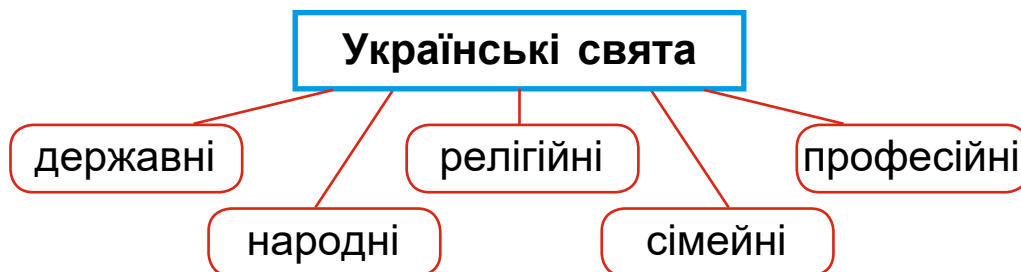 Українські свята
державні
релігійні
професійні
народні
сімейні